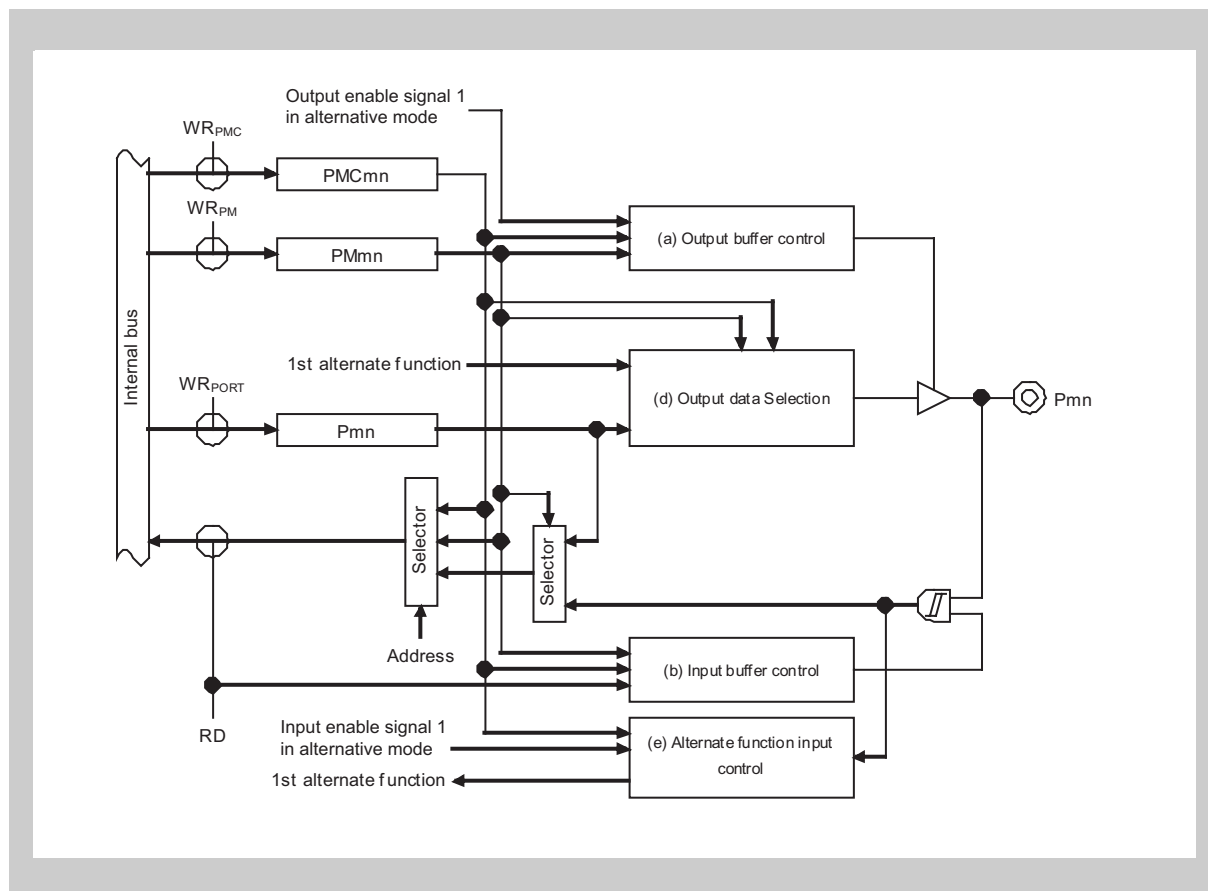 Output enable signal 1
in alternative mode
WRPMC
PMCmn
WRPM
PMmn
(a) Output buffer control
Internal bus
1st alternate function
WRPORT
Pmn
(d) Output data Selection
Pmn
Selector
Selector
Address
(b) Input buffer control
RD
Input enable signal 1
in alternative mode
(e) Alternate function input
control
1st alternate function